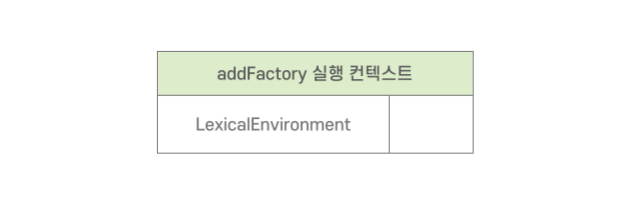 addFactory 실행 컨텍스트
LexicalEnvironment